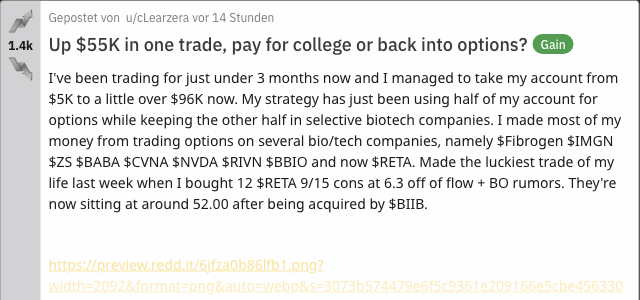 Gepostet von u/cLearzera vor 14 Stunden
1.4k
Up $55K in one trade, pay for college or back into options? Gain
I've been trading for just under 3 months now and I managed to take my account from
$5K to a little over $96K now. My strategy has just been using half of my account for
options while keeping the other half in selective biotech companies. I made most of my
money from trading options on several bio/tech companies, namely $Fibrogen $IMGN
$ZS $BABA $CVNA $NVDA $RIVN $BBIO and now $RETA. Made the luckiest trade of my
life last week when I bought 12 $RETA 9/15 cons at 6.3 off of flow + BO rumors. They're
now sitting at around 52.00 after being acquired by $BIIB.
https://preview.redd.it/6jfza0b86lfb1.png?
width=2092&format=png&auto=webp&s=3073b574479e6f5c9361e209166e5cbe456330